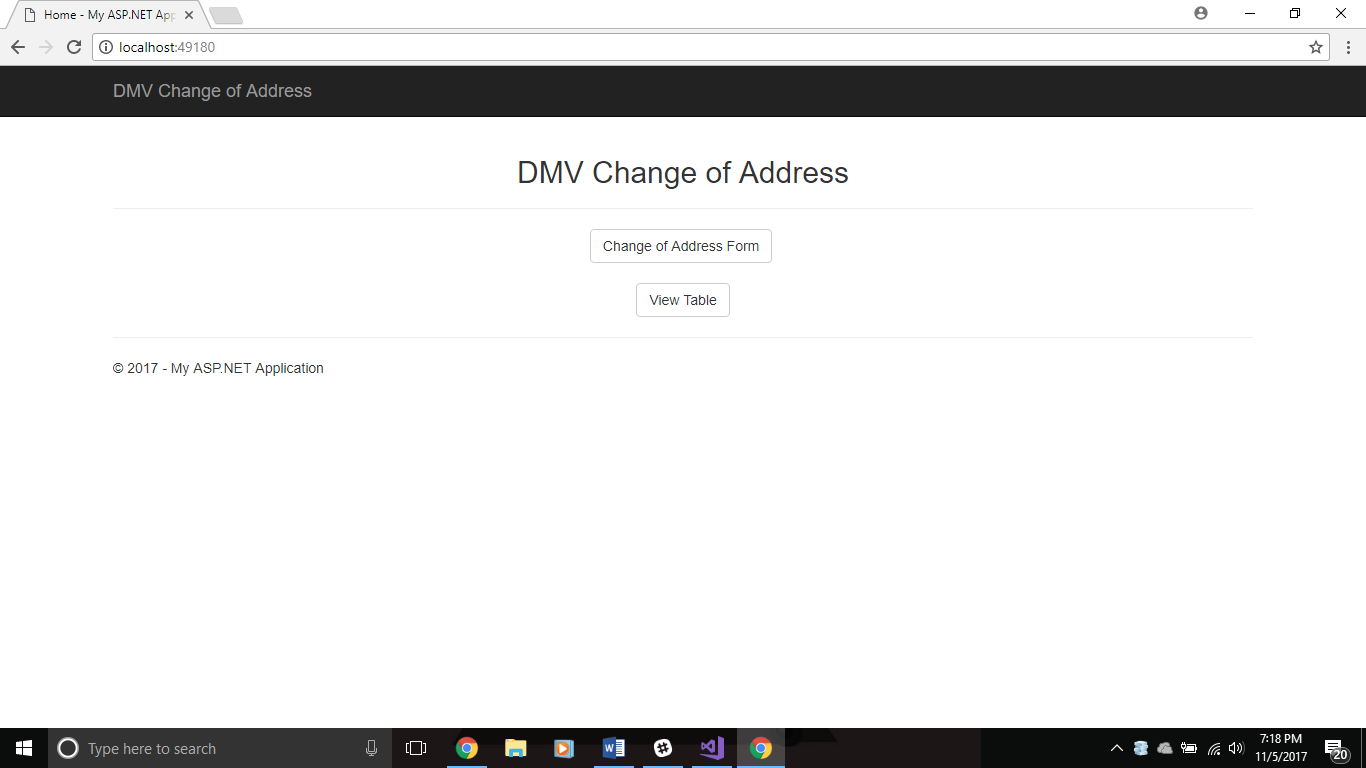 Home - My ASP.NET App
localhost:49180
DMV Change of Address
DMV Change of Address
Change of Address Form
View Table
© 2017 - My ASP.NET Application
Type here to search
7:18 PM
11/5/2017
20